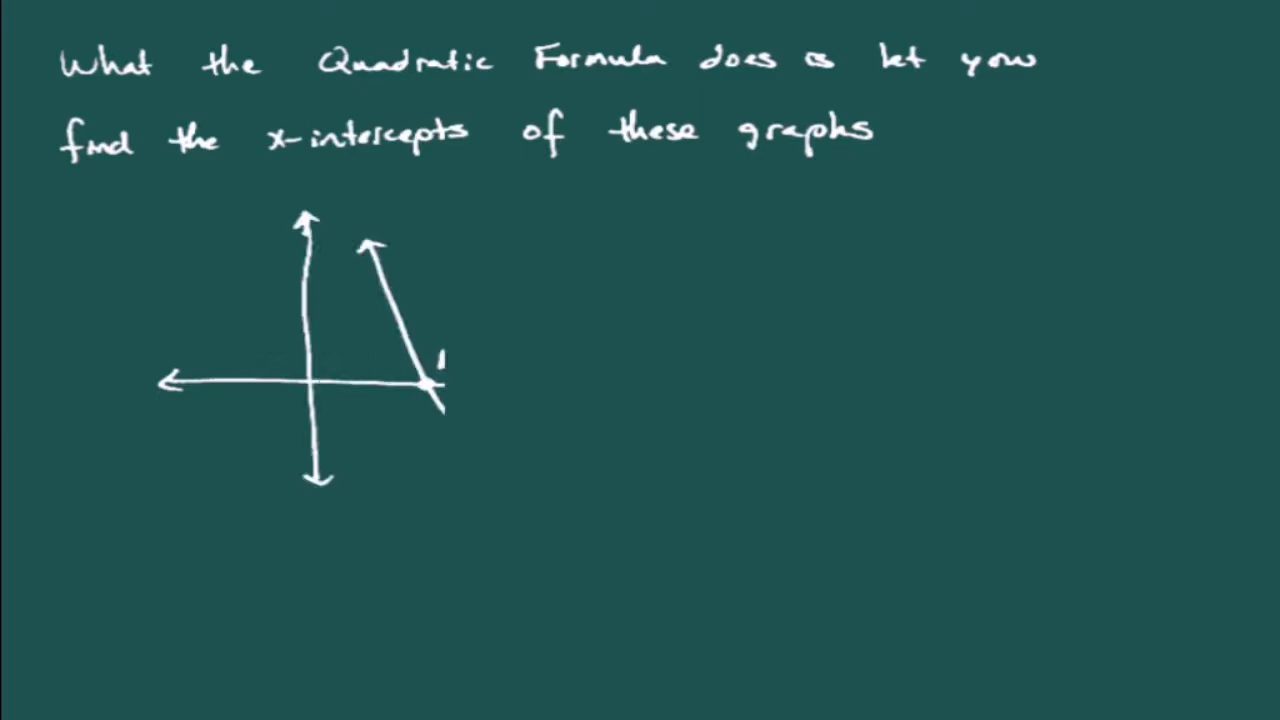 What the Quadratic Formula does is let you
find the x-intercepts of these graphs